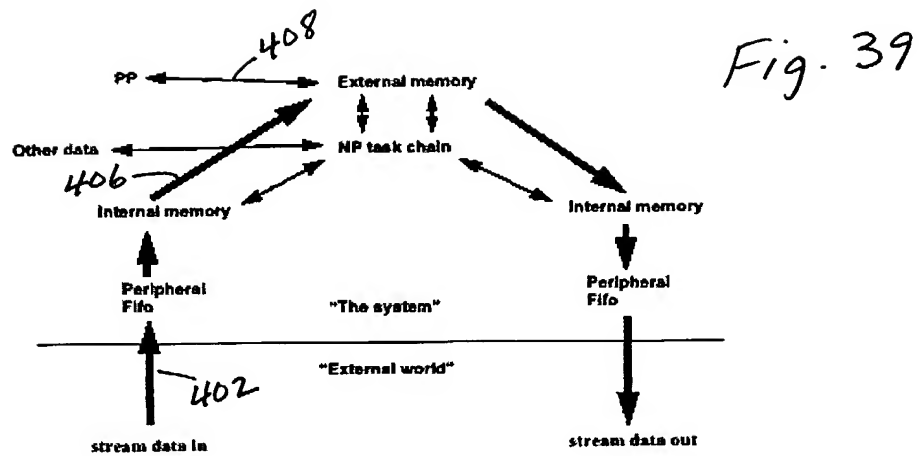 Fig. 39
408
PP
External memory
Other data
NP task chain
406
Internal memory
Internal memory
Peripheral
Fifo
"The system"
Peripheral
Fifo
"External world"
402
stream data in
stream data out